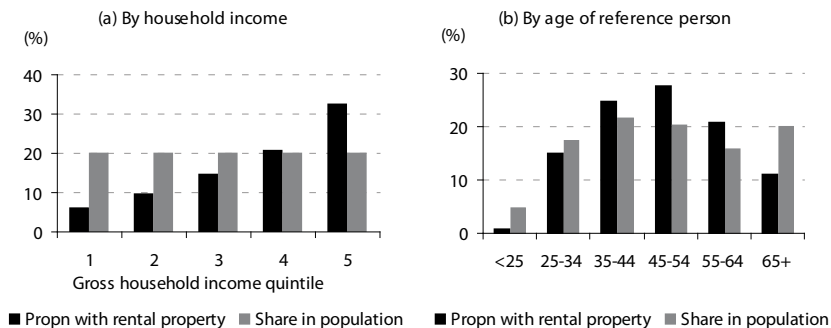 (a) By household income
(%)
40
30
20
10
0
1 2 3 4 5
Gross household income quintile
■ Propn with rental property ■ Share in population
(b) By age of reference person
(%)
30
20
10
0
<25 25-34 35-44 45-54 55-64 65+
■ Propn with rental property ■ Share in population